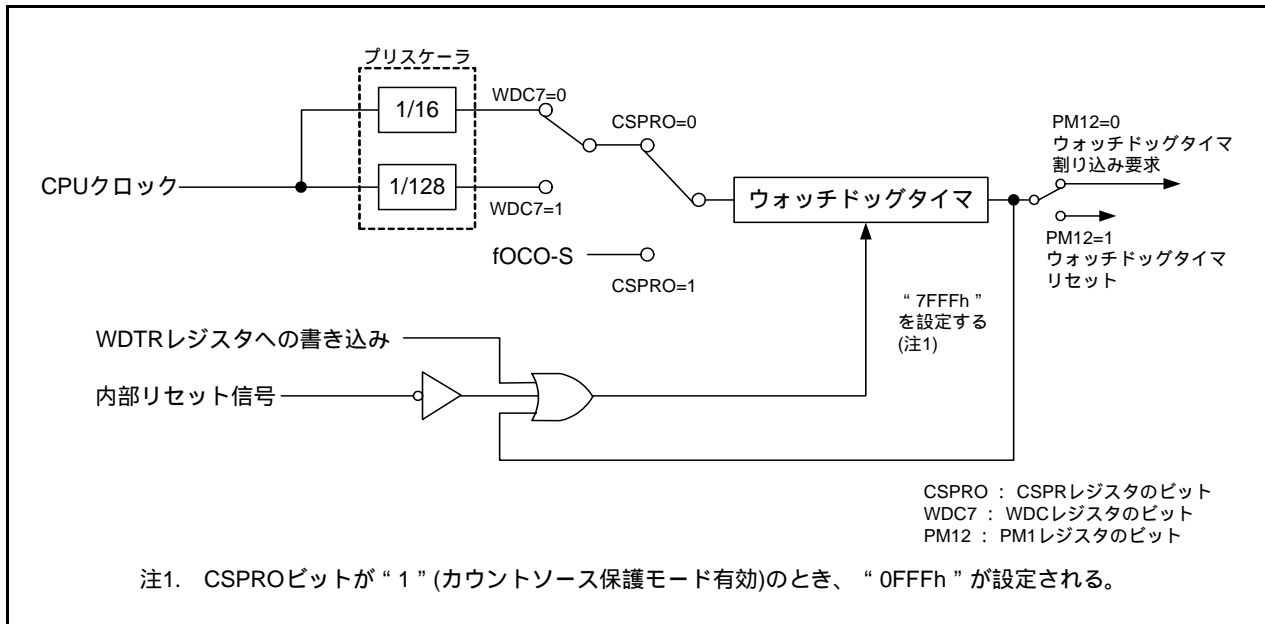 プリスケーラ
1/16
WDC7=0
CSPRO=0
PM12=0
ウォッチドッグタイマ
割り込み要求
CPUクロック
1/128
WDC7=1
ウォッチドッグタイマ
PM12=1
ウォッチドッグタイマ
リセット
fOCO-S
CSPRO=1
“ 7FFFh ”
を設定する
(注1)
WDTRレジスタへの書き込み
内部リセット信号
CSPRO : CSPRレジスタのビット
WDC7 : WDCレジスタのビット
PM12 : PM1レジスタのビット
注1. CSPROビットが“ 1 ” (カウントソース保護モード有効)のとき、 “ 0FFFh ” が設定される。